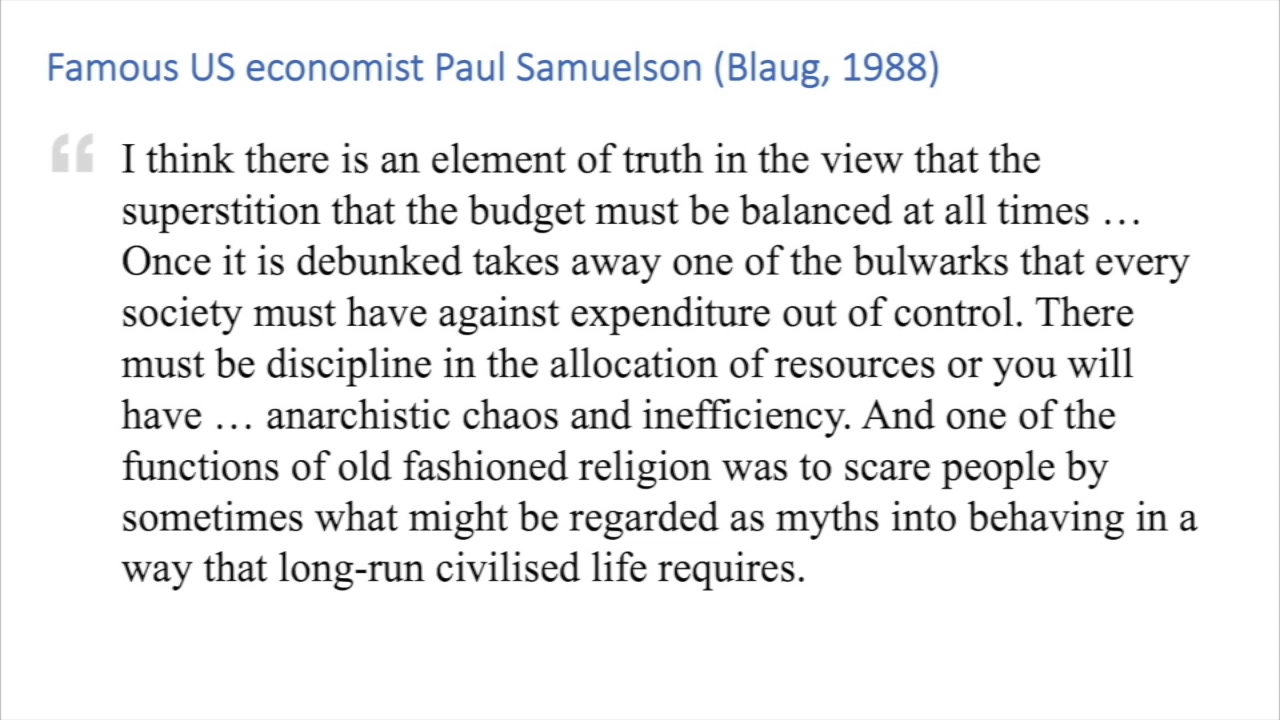 Famous US economist Paul Samuelson (Blaug, 1988)
“ I think there is an element of truth in the view that the
superstition that the budget must be balanced at all times …
Once it is debunked takes away one of the bulwarks that every
society must have against expenditure out of control. There
must be discipline in the allocation of resources or you will
have … anarchistic chaos and inefficiency. And one of the
functions of old fashioned religion was to scare people by
sometimes what might be regarded as myths into behaving in a
way that long-run civilised life requires.